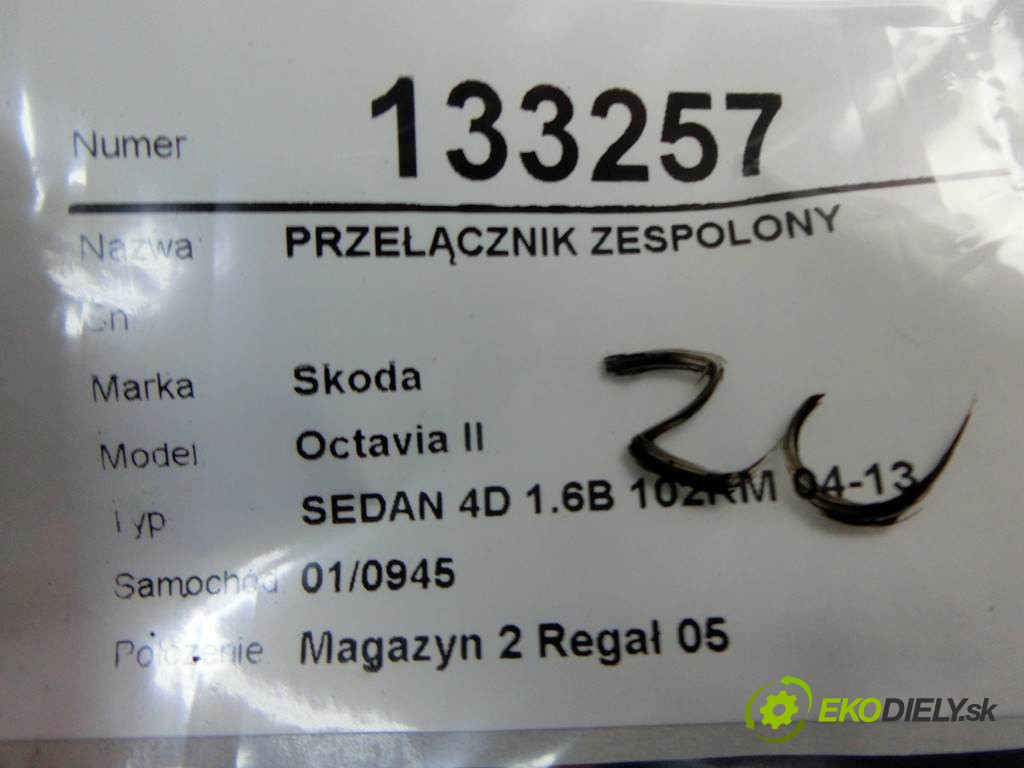 Numer 133257
Nazwa PRZEŁĄCZNIK ZESPOLONY
Marka Skoda
Model Octavia II
Typ SEDAN 4D 1.6B 102KM 04-13
Samochód 01/0945
Położenie Magazyn 2 Regał 05
EKODIELY.sk